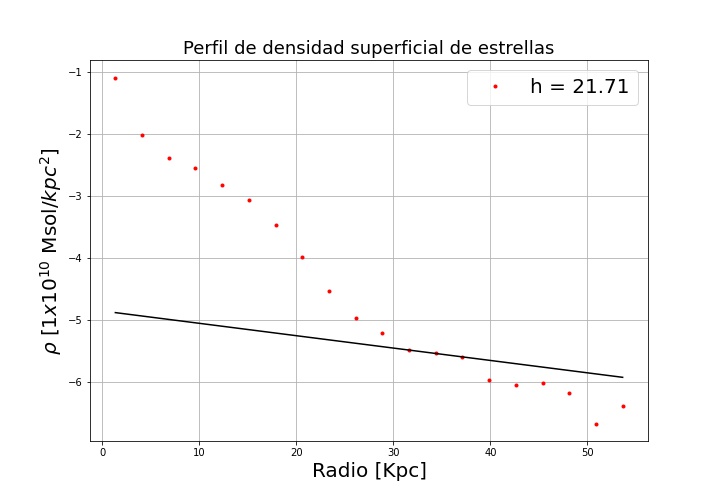 Perfil de densidad superficial de estrellas
h = 21.71
ρ [1x10^{10} Msol/kpc^2]
−1
−2
−3
−4
−5
−6
0 10 20 30 40 50
Radio [Kpc]